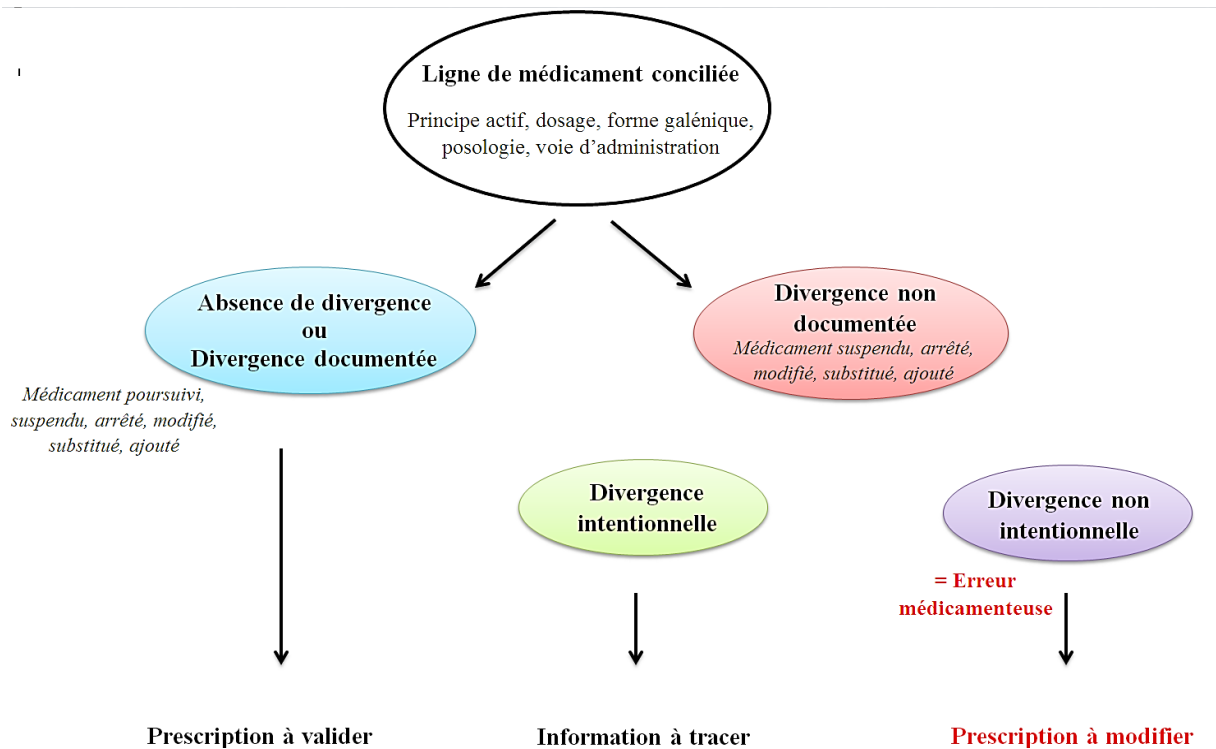 Ligne de médicament conciliée
Principe actif, dosage, forme galénique,
posologie, voie d’administration
Absence de divergence
ou
Divergence documentée
Médicament poursuivi,
suspendu, arrêté, modifié,
substitué, ajouté
Divergence non
documentée
Médicament suspendu, arrêté,
modifié, substitué, ajouté
Divergence
intentionnelle
Divergence non
intentionnelle
= Erreur
médicamenteuse
Prescription à valider
Information à tracer
Prescription à modifier